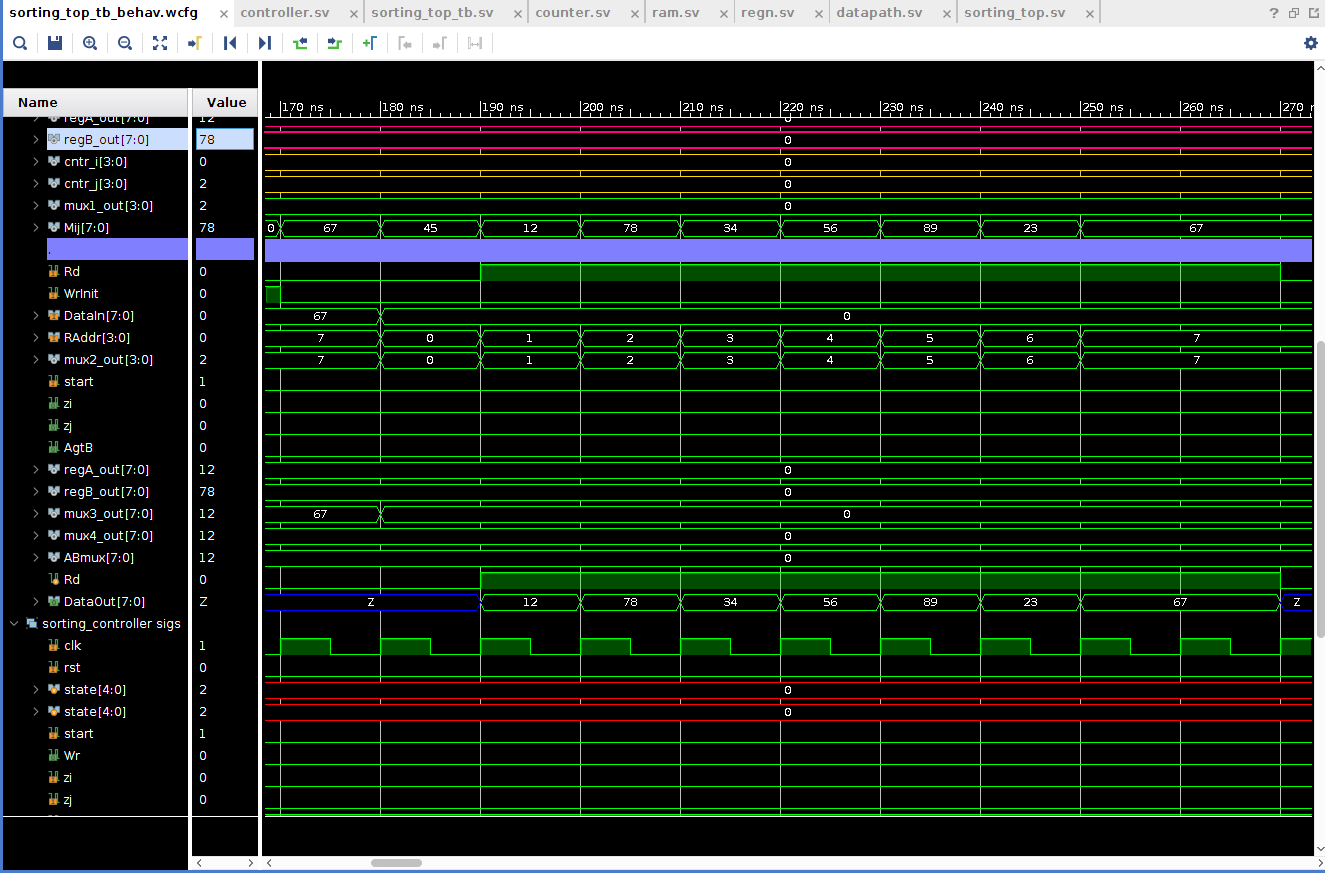 sorting_top_tb_behav.wcfg × controller.sv × sorting_top_tb.sv × counter.sv × ram.sv × regn.sv × datapath.sv × sorting_top.sv × ?
Name Value 170 ns 180 ns 190 ns 200 ns 210 ns 220 ns 230 ns 240 ns 250 ns 260 ns 270 n
regA_out[7:0] 12 0
regB_out[7:0] 78 0
cntr_i[3:0] 0 0
cntr_j[3:0] 2 0
mux1_out[3:0] 2 0
Mij[7:0] 78 0 67 45 12 78 34 56 89 23 67
.
Rd 0
WrInit 0
DataIn[7:0] 0 67 0
RAddr[3:0] 0 7 0 1 2 3 4 5 6 7
mux2_out[3:0] 2 7 0 1 2 3 4 5 6 7
start 1
zi 0
zj 0
AgtB 0
regA_out[7:0] 12 0
regB_out[7:0] 78 0
mux3_out[7:0] 12 67 0
mux4_out[7:0] 12 0
ABmux[7:0] 12 0
Rd 0
DataOut[7:0] Z Z 12 78 34 56 89 23 67 Z
sorting_controller sigs
clk 1
rst 0
state[4:0] 2 0
state[4:0] 2 0
start 1
Wr 0
zi 0
zj 0